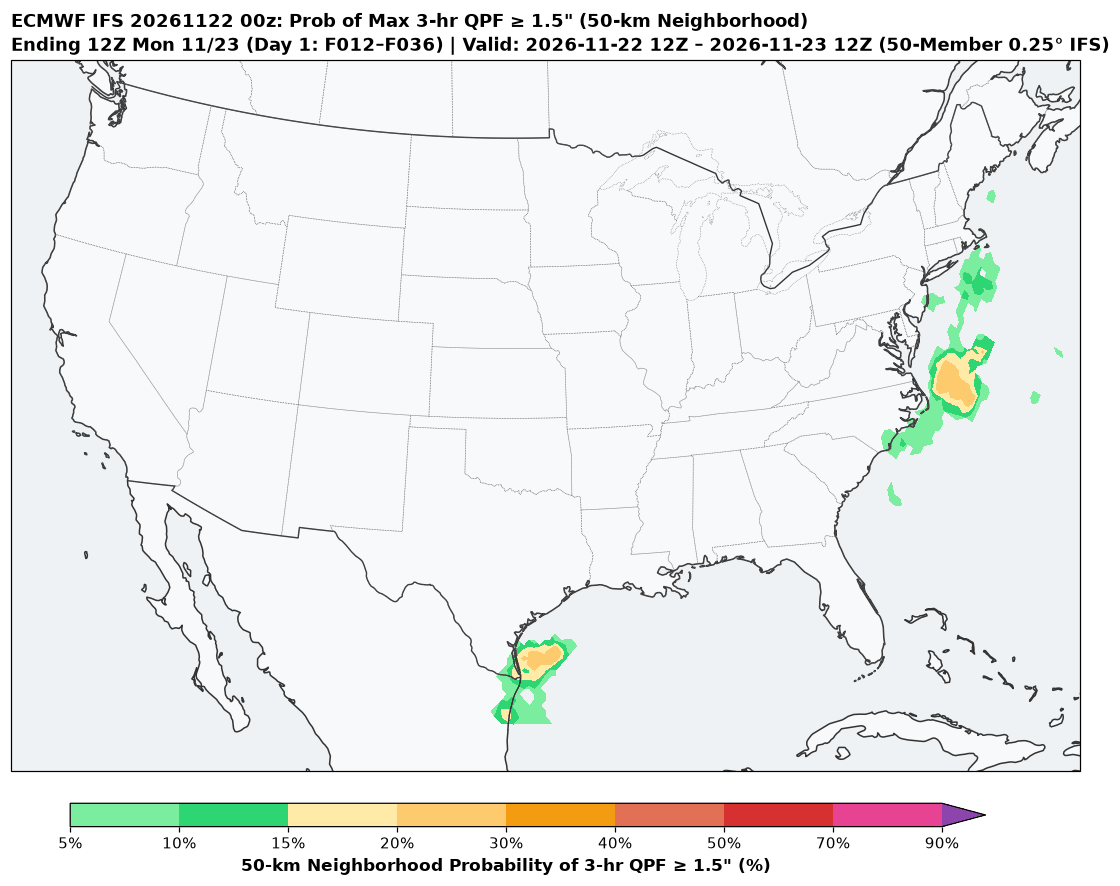 ECMWF IFS 20261122 00z: Prob of Max 3-hr QPF ≥ 1.5" (50-km Neighborhood)
Ending 12Z Mon 11/23 (Day 1: F012–F036) | Valid: 2026-11-22 12Z – 2026-11-23 12Z (50-Member 0.25° IFS)
5% 10% 15% 20% 30% 40% 50% 70% 90%
50-km Neighborhood Probability of 3-hr QPF ≥ 1.5" (%)